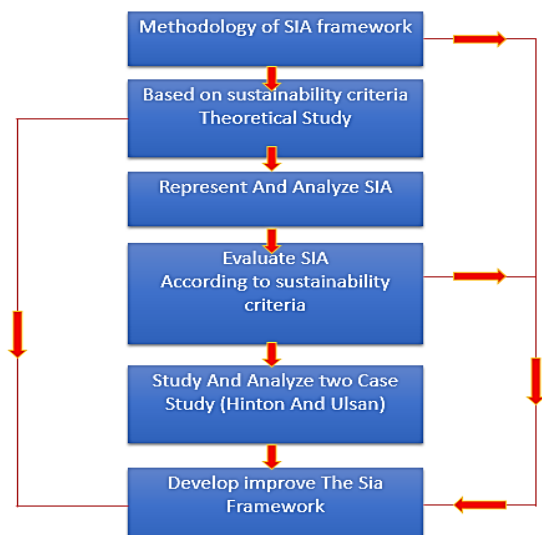 Methodology of SIA framework
Based on sustainability criteria
Theoretical Study
Represent And Analyze SIA
Evaluate SIA
According to sustainability
criteria
Study And Analyze two Case
Study (Hinton And Ulsan)
Develop improve The Sia
Framework